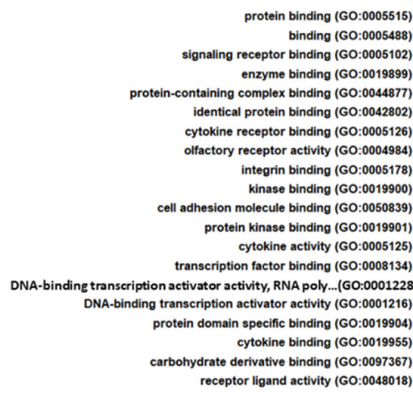 protein binding (GO:0005515)
binding (GO:0005488)
signaling receptor binding (GO:0005102)
enzyme binding (GO:0019899)
protein-containing complex binding (GO:0044877)
identical protein binding (GO:0042802)
cytokine receptor binding (GO:0005126)
olfactory receptor activity (GO:0004984)
integrin binding (GO:0005178)
kinase binding (GO:0019900)
cell adhesion molecule binding (GO:0050839)
protein kinase binding (GO:0019901)
cytokine activity (GO:0005125)
transcription factor binding (GO:0008134)
DNA-binding transcription activator activity, RNA poly...(GO:0001228
DNA-binding transcription activator activity (GO:0001216)
protein domain specific binding (GO:0019904)
cytokine binding (GO:0019955)
carbohydrate derivative binding (GO:0097367)
receptor ligand activity (GO:0048018)